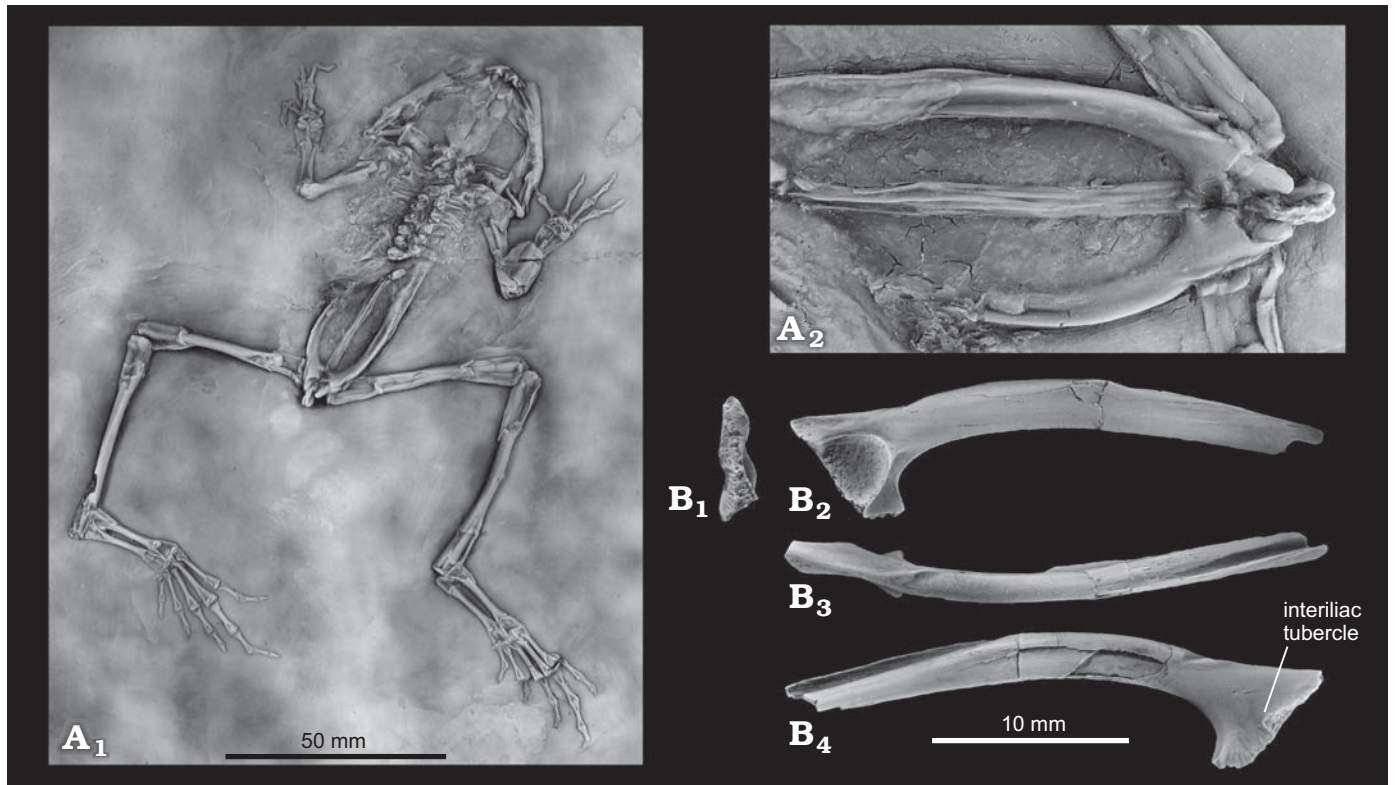 A₁
50 mm
A₂
B₁
B₂
B₃
interiliac
tubercle
B₄
10 mm